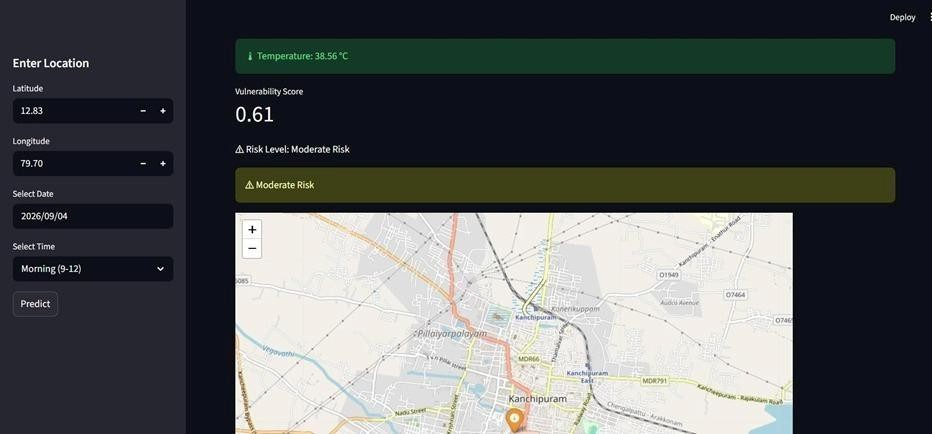 Deploy
Enter Location
Latitude
12.83
Longitude
79.70
Select Date
2026/09/04
Select Time
Morning (9-12)
Predict
Temperature: 38.56 °C
Vulnerability Score
0.61
⚠ Risk Level: Moderate Risk
⚠ Moderate Risk
+
−
Kanchipuram - Enathur Road
O1949
O7464
Audco Avenue
Konerikuppam
Kanchipuram
Pillaiyarpalayam
Vegavathi
MDR66
Kanchipuram
East
MDR791
Kancheepuram - Rajakulam Road
Kanchipuram
Nadu Street
Chengalpattu - Arakkonam